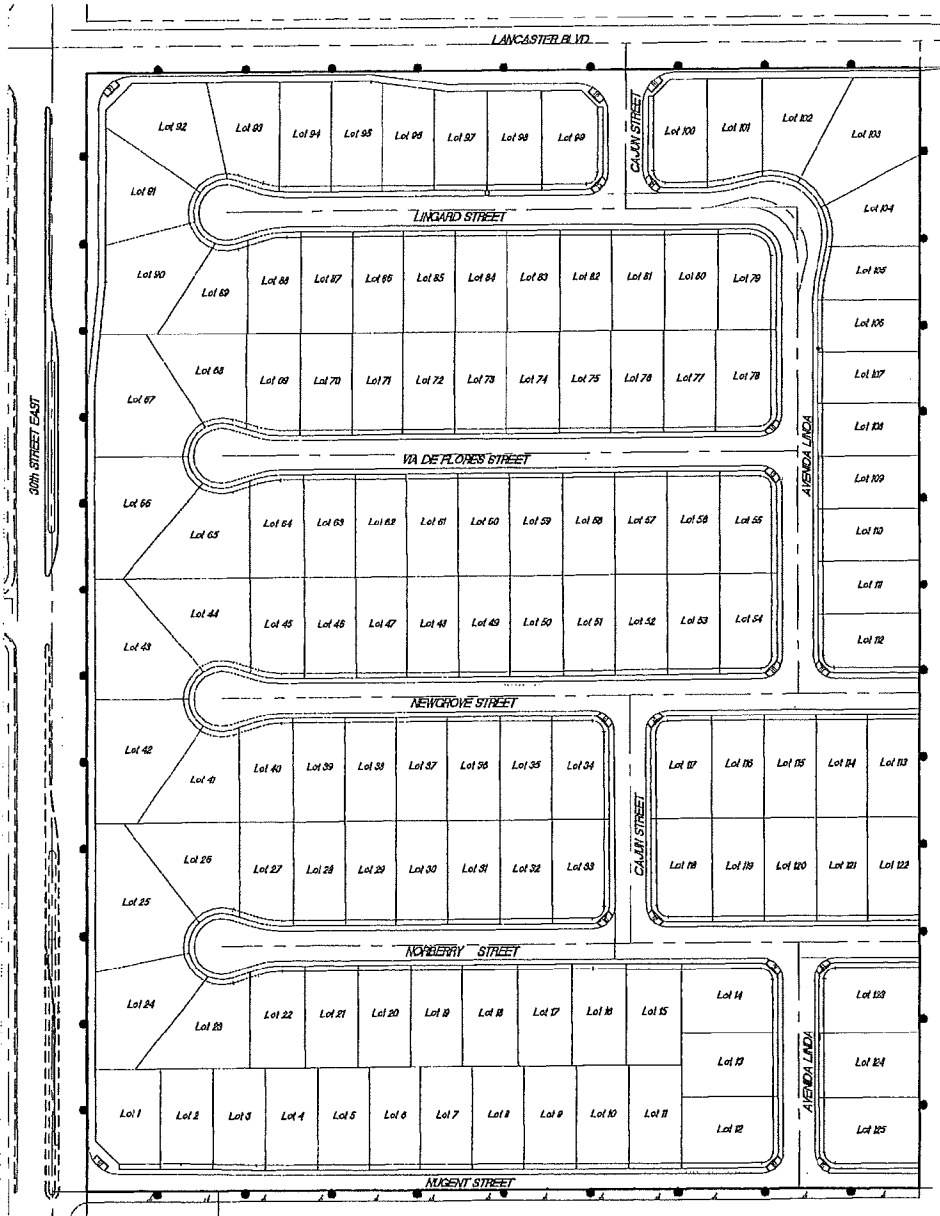 LANCASTER BLVD.
Lot 92
Lot 93
Lot 94
Lot 95
Lot 96
Lot 97
Lot 98
Lot 99
CAJUN STREET
Lot 100
Lot 101
Lot 102
Lot 103
Lot 91
Lot 104
LINGARD STREET
Lot 90
Lot 89
Lot 88
Lot 87
Lot 86
Lot 85
Lot 84
Lot 83
Lot 82
Lot 81
Lot 80
Lot 79
Lot 105
Lot 106
Lot 67
Lot 68
Lot 69
Lot 70
Lot 71
Lot 72
Lot 73
Lot 74
Lot 75
Lot 76
Lot 77
Lot 78
Lot 107
Lot 108
30th STREET EAST
VIA DE FLORES STREET
AVENIDA LINDA
Lot 109
Lot 66
Lot 65
Lot 64
Lot 63
Lot 62
Lot 61
Lot 60
Lot 59
Lot 58
Lot 57
Lot 56
Lot 55
Lot 110
Lot 111
Lot 43
Lot 44
Lot 45
Lot 46
Lot 47
Lot 48
Lot 49
Lot 50
Lot 51
Lot 52
Lot 53
Lot 54
Lot 112
NEWGROVE STREET
Lot 42
Lot 41
Lot 40
Lot 39
Lot 38
Lot 37
Lot 36
Lot 35
Lot 34
Lot 117
Lot 116
Lot 115
Lot 114
Lot 113
CAJUN STREET
Lot 25
Lot 26
Lot 27
Lot 28
Lot 29
Lot 30
Lot 31
Lot 32
Lot 33
Lot 118
Lot 119
Lot 120
Lot 121
Lot 122
NORBERRY STREET
Lot 24
Lot 23
Lot 22
Lot 21
Lot 20
Lot 19
Lot 18
Lot 17
Lot 16
Lot 15
Lot 14
Lot 123
Lot 13
AVENIDA LINDA
Lot 124
Lot 1
Lot 2
Lot 3
Lot 4
Lot 5
Lot 6
Lot 7
Lot 8
Lot 9
Lot 10
Lot 11
Lot 12
Lot 125
NUGENT STREET